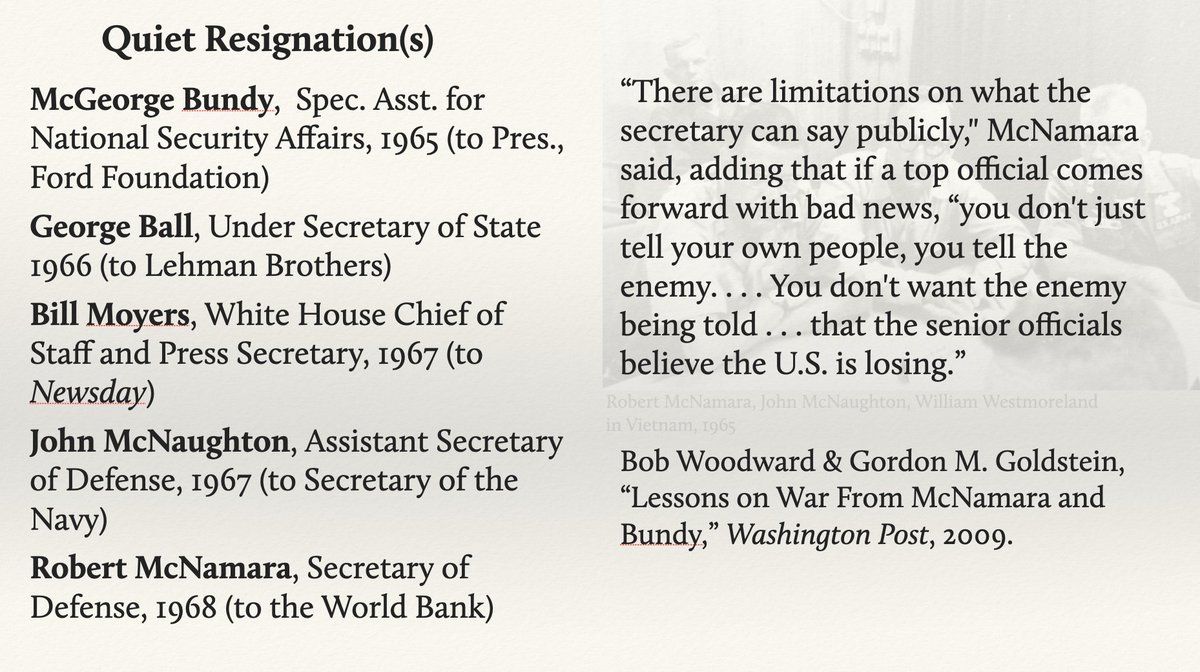 Quiet Resignation(s)
McGeorge Bundy,  Spec. Asst. for
National Security Affairs, 1965 (to Pres.,
Ford Foundation)
George Ball, Under Secretary of State
1966 (to Lehman Brothers)
Bill Moyers, White House Chief of
Staff and Press Secretary, 1967 (to
Newsday)
John McNaughton, Assistant Secretary
of Defense, 1967 (to Secretary of the
Navy)
Robert McNamara, Secretary of
Defense, 1968 (to the World Bank)
“There are limitations on what the
secretary can say publicly," McNamara
said, adding that if a top official comes
forward with bad news, “you don't just
tell your own people, you tell the
enemy. . . . You don't want the enemy
being told . . . that the senior officials
believe the U.S. is losing.”
Robert McNamara, John McNaughton, William Westmoreland
in Vietnam, 1965
Bob Woodward & Gordon M. Goldstein,
“Lessons on War From McNamara and
Bundy,” Washington Post, 2009.